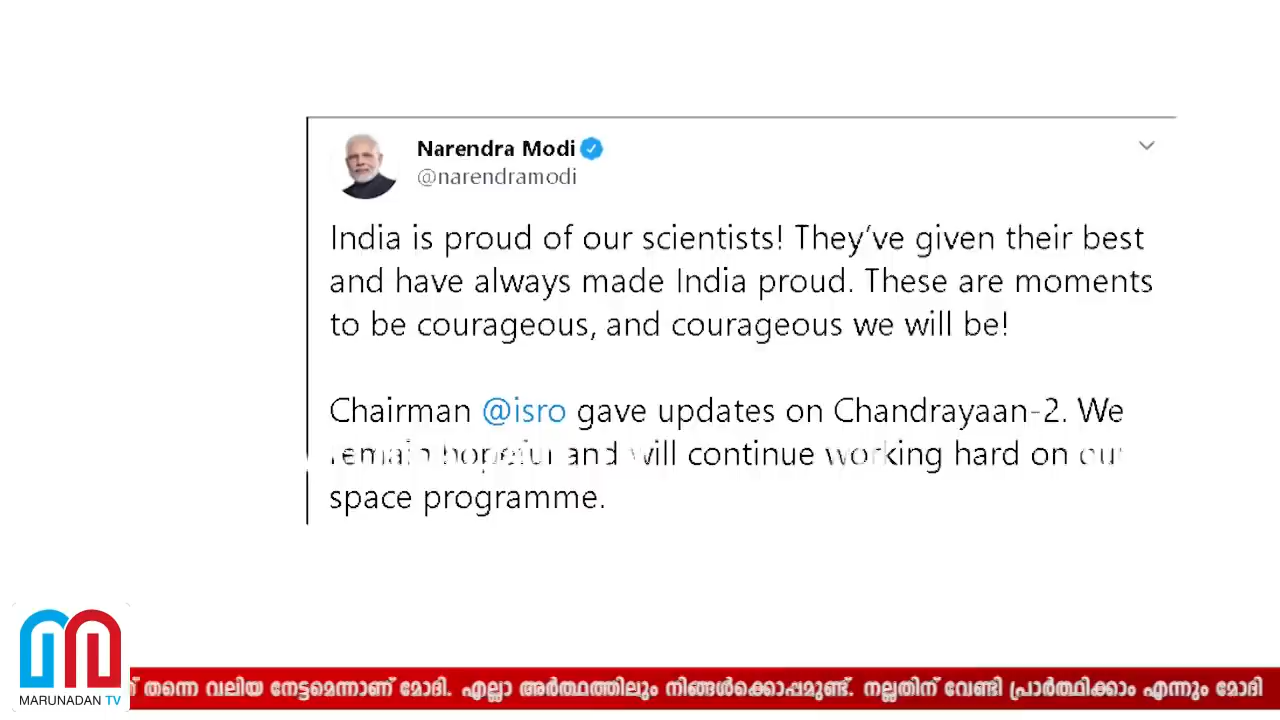 Narendra Modi
@narendramodi
India is proud of our scientists! They've given their best
and have always made India proud. These are moments
to be courageous, and courageous we will be!
Chairman @isro gave updates on Chandrayaan-2. We
remain hopeful and will continue working hard on our
space programme.
MARUNADAN TV
തന്നെ വലിയ നേട്ടമെന്നാണ് മോദി. എല്ലാ അർത്ഥത്തിലും നിങ്ങൾക്കൊപ്പമുണ്ട്. നല്ലതിന് വേണ്ടി പ്രാർത്ഥിക്കാം എന്നും മോദി